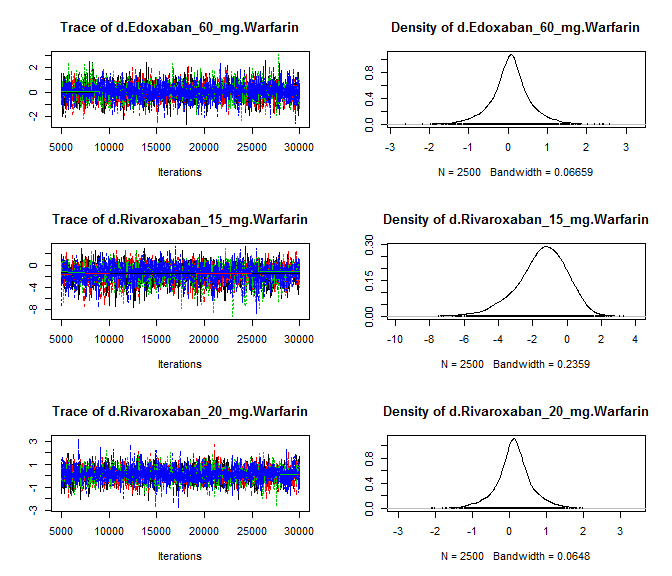 Trace of d.Edoxaban_60_mg.Warfarin
2
0
-2
5000 10000 15000 20000 25000 30000
Iterations
Density of d.Edoxaban_60_mg.Warfarin
0.8
0.4
0.0
-3 -2 -1 0 1 2 3
N = 2500 Bandwidth = 0.06659
Trace of d.Rivaroxaban_15_mg.Warfarin
0
-4
-8
5000 10000 15000 20000 25000 30000
Iterations
Density of d.Rivaroxaban_15_mg.Warfarin
0.30
0.15
0.00
-10 -8 -6 -4 -2 0 2 4
N = 2500 Bandwidth = 0.2359
Trace of d.Rivaroxaban_20_mg.Warfarin
3
1
-1
-3
5000 10000 15000 20000 25000 30000
Iterations
Density of d.Rivaroxaban_20_mg.Warfarin
0.8
0.4
0.0
-3 -2 -1 0 1 2 3
N = 2500 Bandwidth = 0.0648